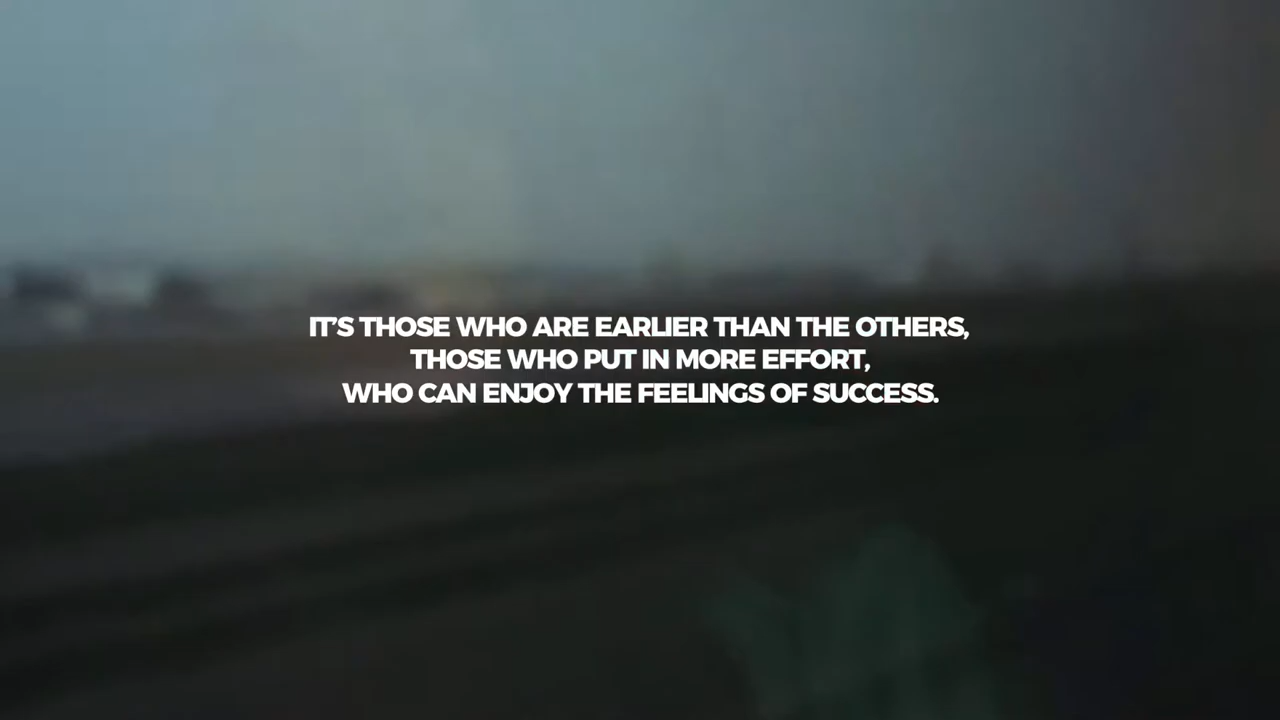 IT'S THOSE WHO ARE EARLIER THAN THE OTHERS,
THOSE WHO PUT IN MORE EFFORT,
WHO CAN ENJOY THE FEELINGS OF SUCCESS.